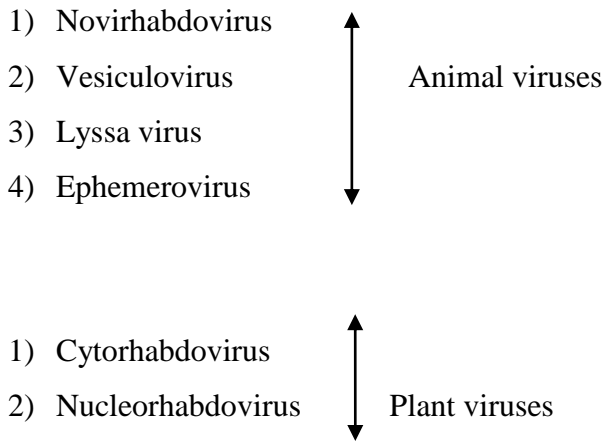 1) Novirhabdovirus
2) Vesiculovirus Animal viruses
3) Lyssa virus
4) Ephemerovirus
1) Cytorhabdovirus
2) Nucleorhabdovirus Plant viruses